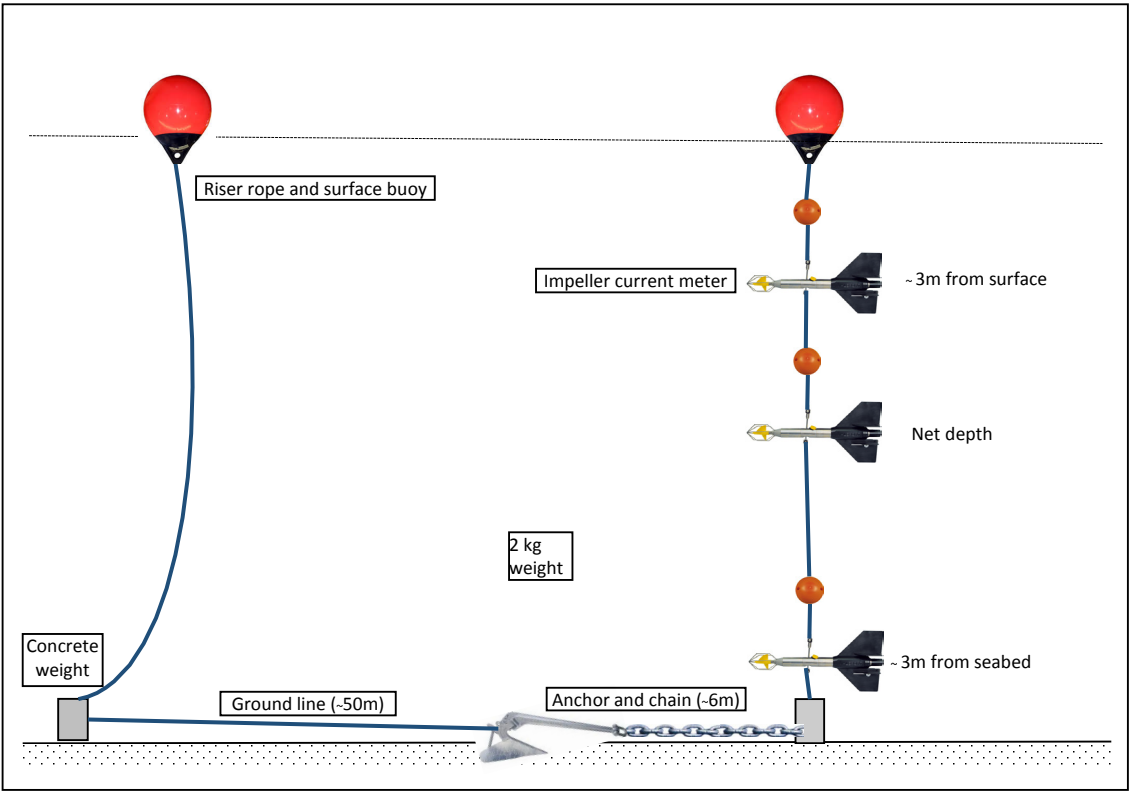 Riser rope and surface buoy
Impeller current meter
~ 3m from surface
Net depth
2 kg
weight
Concrete
weight
~ 3m from seabed
Ground line (~50m)
Anchor and chain (~6m)